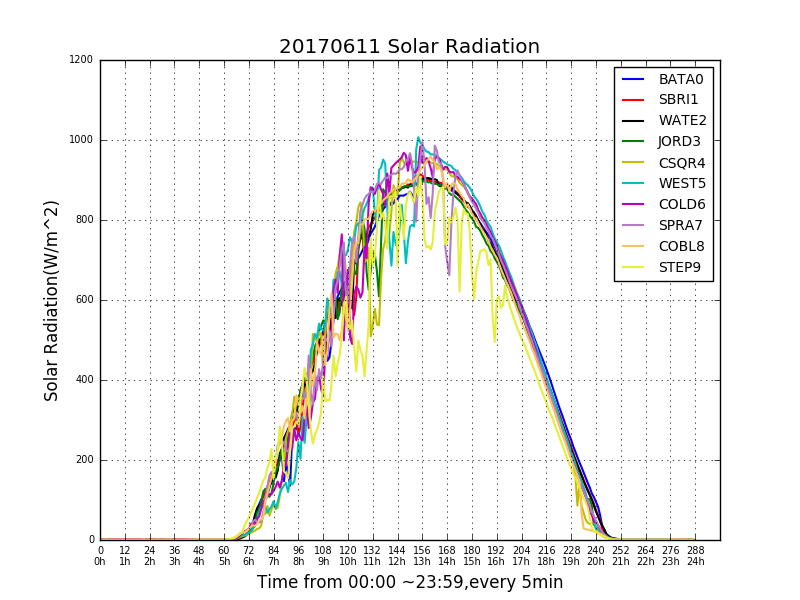 20170611 Solar Radiation
1200
1000
800
600
400
200
0
Solar Radiation(W/m^2)
BATA0
SBRI1
WATE2
JORD3
CSQR4
WEST5
COLD6
SPRA7
COBL8
STEP9
0 12 24 36 48 60 72 84 96 108 120 132 144 156 168 180 192 204 216 228 240 252 264 276 288
0h 1h 2h 3h 4h 5h 6h 7h 8h 9h 10h 11h 12h 13h 14h 15h 16h 17h 18h 19h 20h 21h 22h 23h 24h
Time from 00:00 ~23:59,every 5min